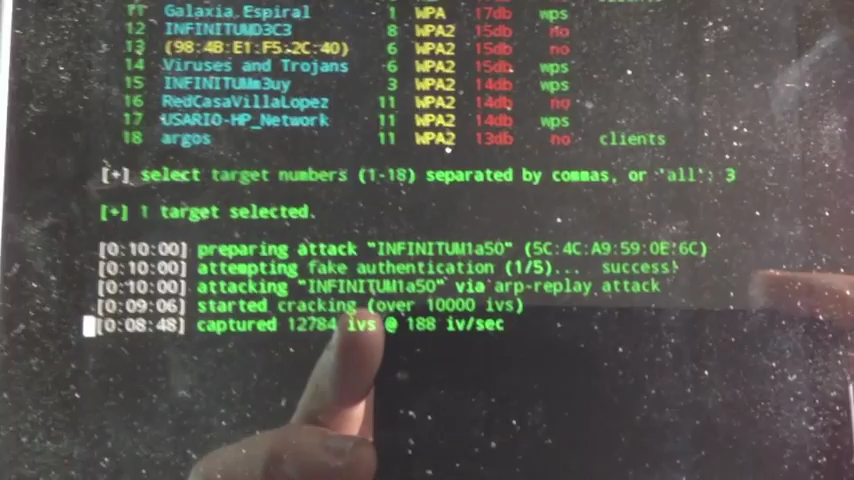 11 Galaxia Espiral 1 WPA 17db wps
12 INFINITUMD3C3 8 WPA2 15db no
13 (98:4B:E1:F5:2C:40) 6 WPA2 15db no
14 Viruses and Trojans 6 WPA2 15db wps
15 INFINITUMm3uy 3 WPA2 14db wps
16 RedCasaVillaLopez 11 WPA2 14db no
17 USARIO-HP_Network 11 WPA2 14db wps
18 argos 11 WPA2 13db no clients
[+] select target numbers (1-18) separated by commas, or 'all': 3
[+] 1 target selected.
[0:10:00] preparing attack "INFINITUM1a50" (5C:4C:A9:59:0E:6C)
[0:10:00] attempting fake authentication (1/5)... success!
[0:10:00] attacking "INFINITUM1a50" via arp-replay attack
[0:09:06] started cracking (over 10000 ivs)
[0:08:48] captured 12784 ivs @ 188 iv/sec